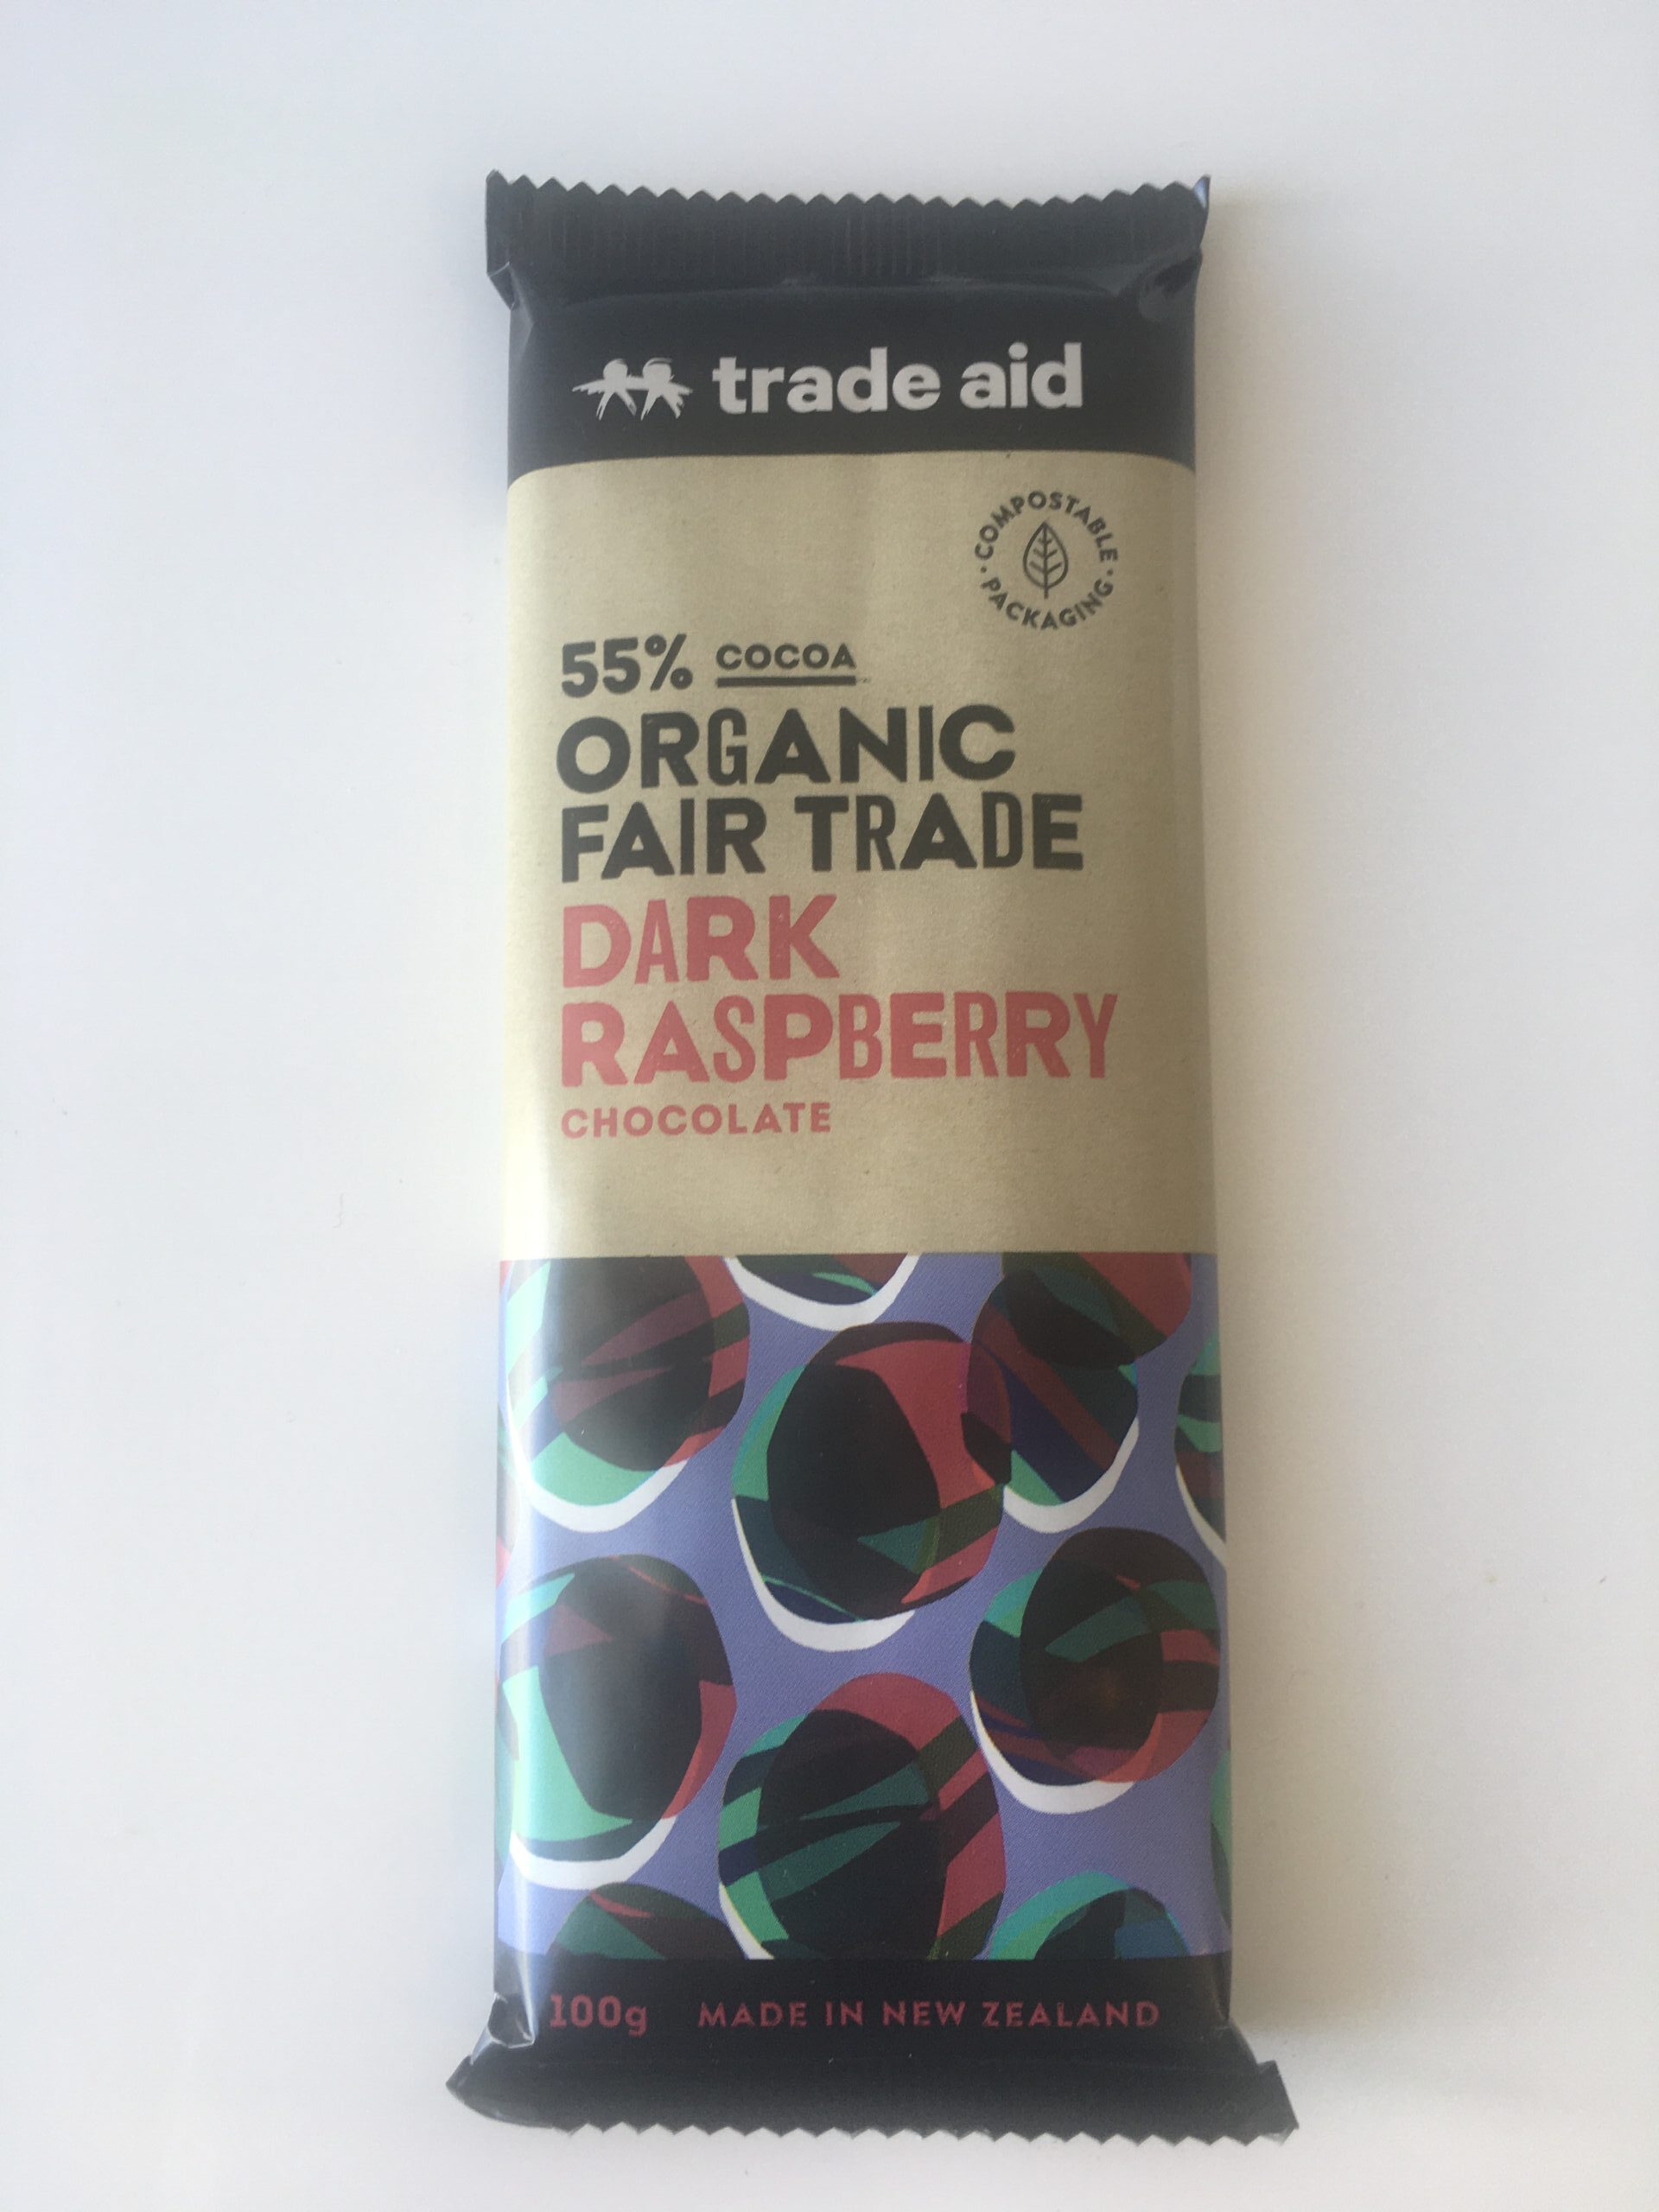 trade aid
COMPOSTABLE · PACKAGING ·
55% COCOA
ORGANIC
FAIR TRADE
DARK
RASPBERRY
CHOCOLATE
100g MADE IN NEW ZEALAND